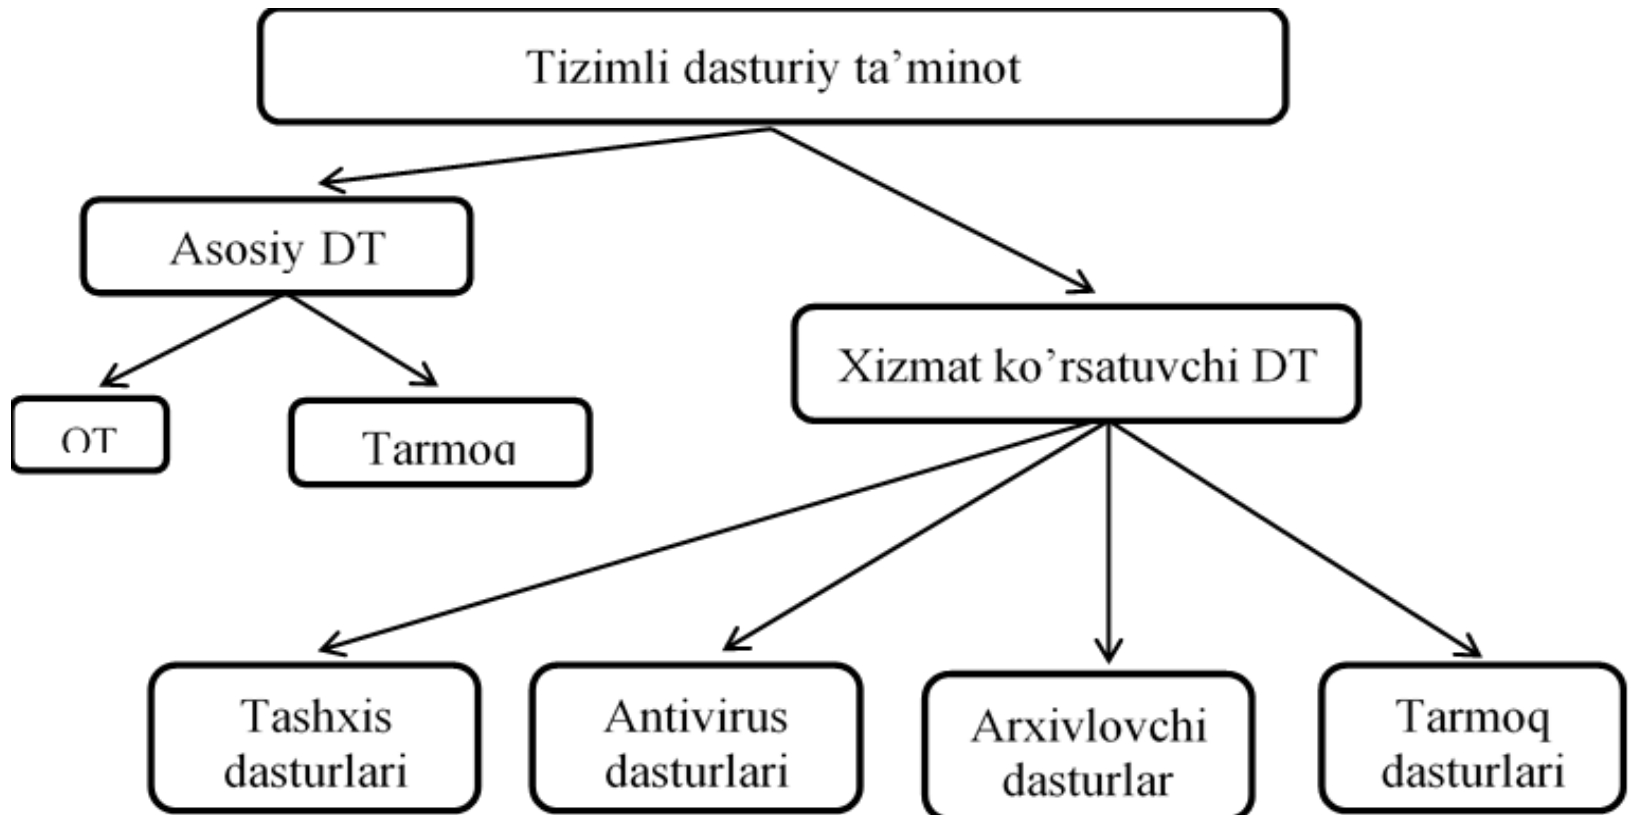 Tizimli dasturiy ta’minot
Asosiy DT
Xizmat ko’rsatuvchi DT
OT
Tarmoq
Tashxis
dasturlari
Antivirus
dasturlari
Arxivlovchi
dasturlar
Tarmoq
dasturlari